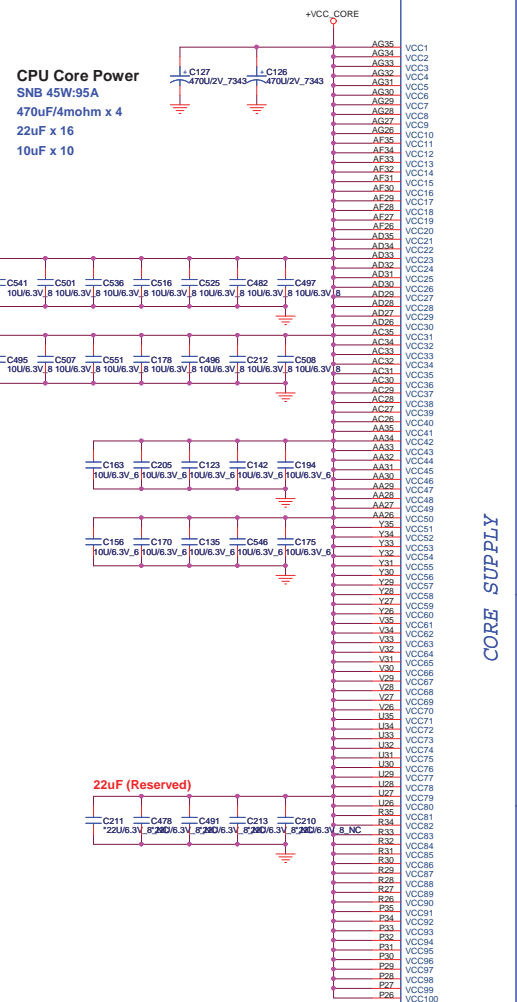 +VCC_CORE
CPU Core Power
SNB 45W:95A
470uF/4mohm x 4
22uF x 16
10uF x 10
C127
470U/2V_7343
C126
470U/2V_7343
C541 C501 C536 C516 C525 C482 C497
10U/6.3V_8 10U/6.3V_8 10U/6.3V_8 10U/6.3V_8 10U/6.3V_8 10U/6.3V_8 10U/6.3V_8
C495 C507 C551 C178 C496 C212 C508
10U/6.3V_8 10U/6.3V_8 10U/6.3V_8 10U/6.3V_8 10U/6.3V_8 10U/6.3V_8 10U/6.3V_8
C163 C205 C123 C142 C194
10U/6.3V_6 10U/6.3V_6 10U/6.3V_6 10U/6.3V_6 10U/6.3V_6
C156 C170 C135 C546 C175
10U/6.3V_6 10U/6.3V_6 10U/6.3V_6 10U/6.3V_6 10U/6.3V_6
22uF (Reserved)
C211 C478 C491 C213 C210
*22U/6.3V_8_NC
AG35 VCC1
AG34 VCC2
AG33 VCC3
AG32 VCC4
AG31 VCC5
AG30 VCC6
AG29 VCC7
AG28 VCC8
AG27 VCC9
AG26 VCC10
AF35 VCC11
AF34 VCC12
AF33 VCC13
AF32 VCC14
AF31 VCC15
AF30 VCC16
AF29 VCC17
AF28 VCC18
AF27 VCC19
AF26 VCC20
AD35 VCC21
AD34 VCC22
AD33 VCC23
AD32 VCC24
AD31 VCC25
AD30 VCC26
AD29 VCC27
AD28 VCC28
AD27 VCC29
AD26 VCC30
AC35 VCC31
AC34 VCC32
AC33 VCC33
AC32 VCC34
AC31 VCC35
AC30 VCC36
AC29 VCC37
AC28 VCC38
AC27 VCC39
AC26 VCC40
AA35 VCC41
AA34 VCC42
AA33 VCC43
AA32 VCC44
AA31 VCC45
AA30 VCC46
AA29 VCC47
AA28 VCC48
AA27 VCC49
AA26 VCC50
Y35 VCC51
Y34 VCC52
Y33 VCC53
Y32 VCC54
Y31 VCC55
Y30 VCC56
Y29 VCC57
Y28 VCC58
Y27 VCC59
Y26 VCC60
V35 VCC61
V34 VCC62
V33 VCC63
V32 VCC64
V31 VCC65
V30 VCC66
V29 VCC67
V28 VCC68
V27 VCC69
V26 VCC70
U35 VCC71
U34 VCC72
U33 VCC73
U32 VCC74
U31 VCC75
U30 VCC76
U29 VCC77
U28 VCC78
U27 VCC79
U26 VCC80
R35 VCC81
R34 VCC82
R33 VCC83
R32 VCC84
R31 VCC85
R30 VCC86
R29 VCC87
R28 VCC88
R27 VCC89
R26 VCC90
P35 VCC91
P34 VCC92
P33 VCC93
P32 VCC94
P31 VCC95
P30 VCC96
P29 VCC97
P28 VCC98
P27 VCC99
P26 VCC100
CORE SUPPLY